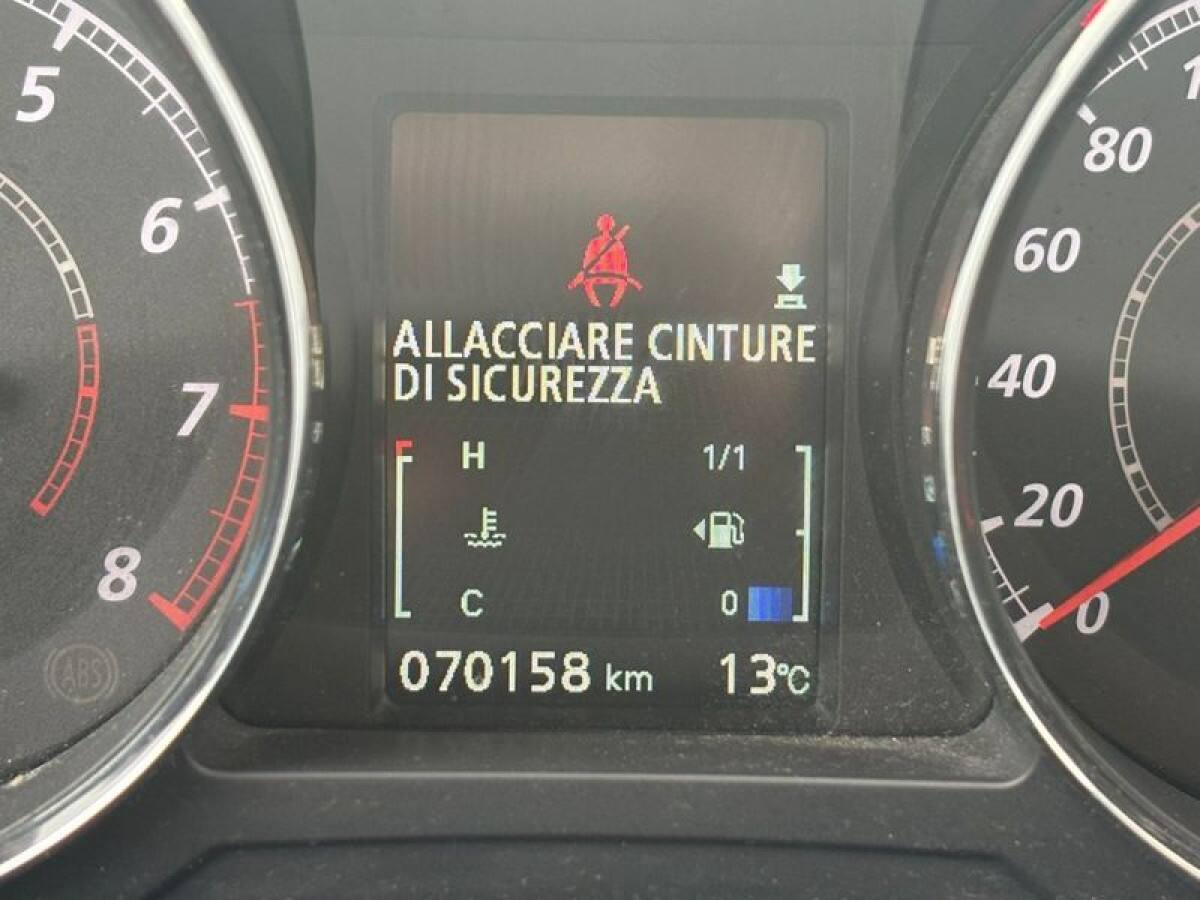 5
6
7
8
ABS
ALLACCIARE CINTURE
DI SICUREZZA
H 1/1
C 0
070158 km 13°C
80
60
40
20
0